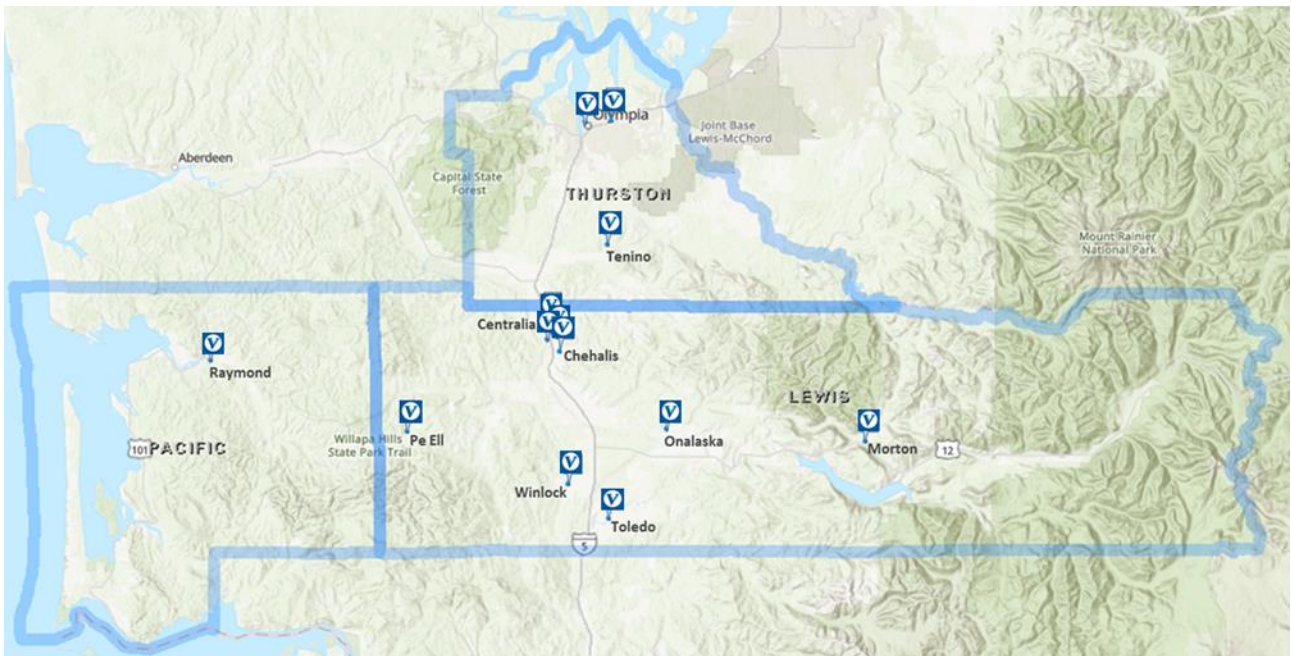 V V
Olympia
Joint Base
Lewis-McChord
Aberdeen
Capital State
Forest
THURSTON
V
Tenino
Mount Rainier
National Park
V
V
Centralia V
V
Chehalis
V
Raymond
LEWIS
V
Pe Ell
V
Onalaska
V
Morton
Willapa Hills
State Park Trail
101 PACIFIC
12
V
Winlock
V
Toledo
5